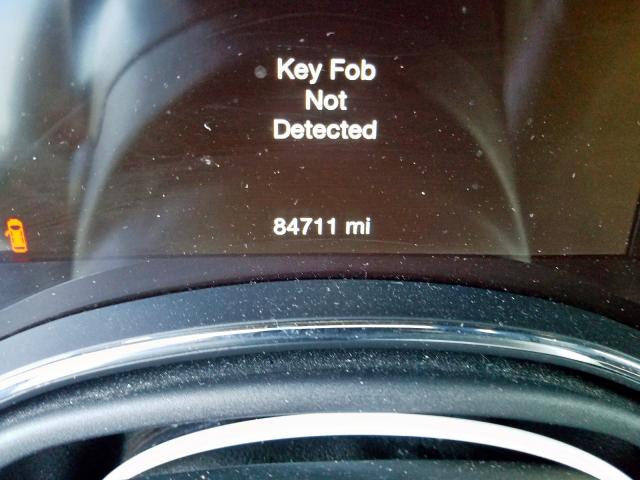 Key Fob
Not
Detected
84711 mi